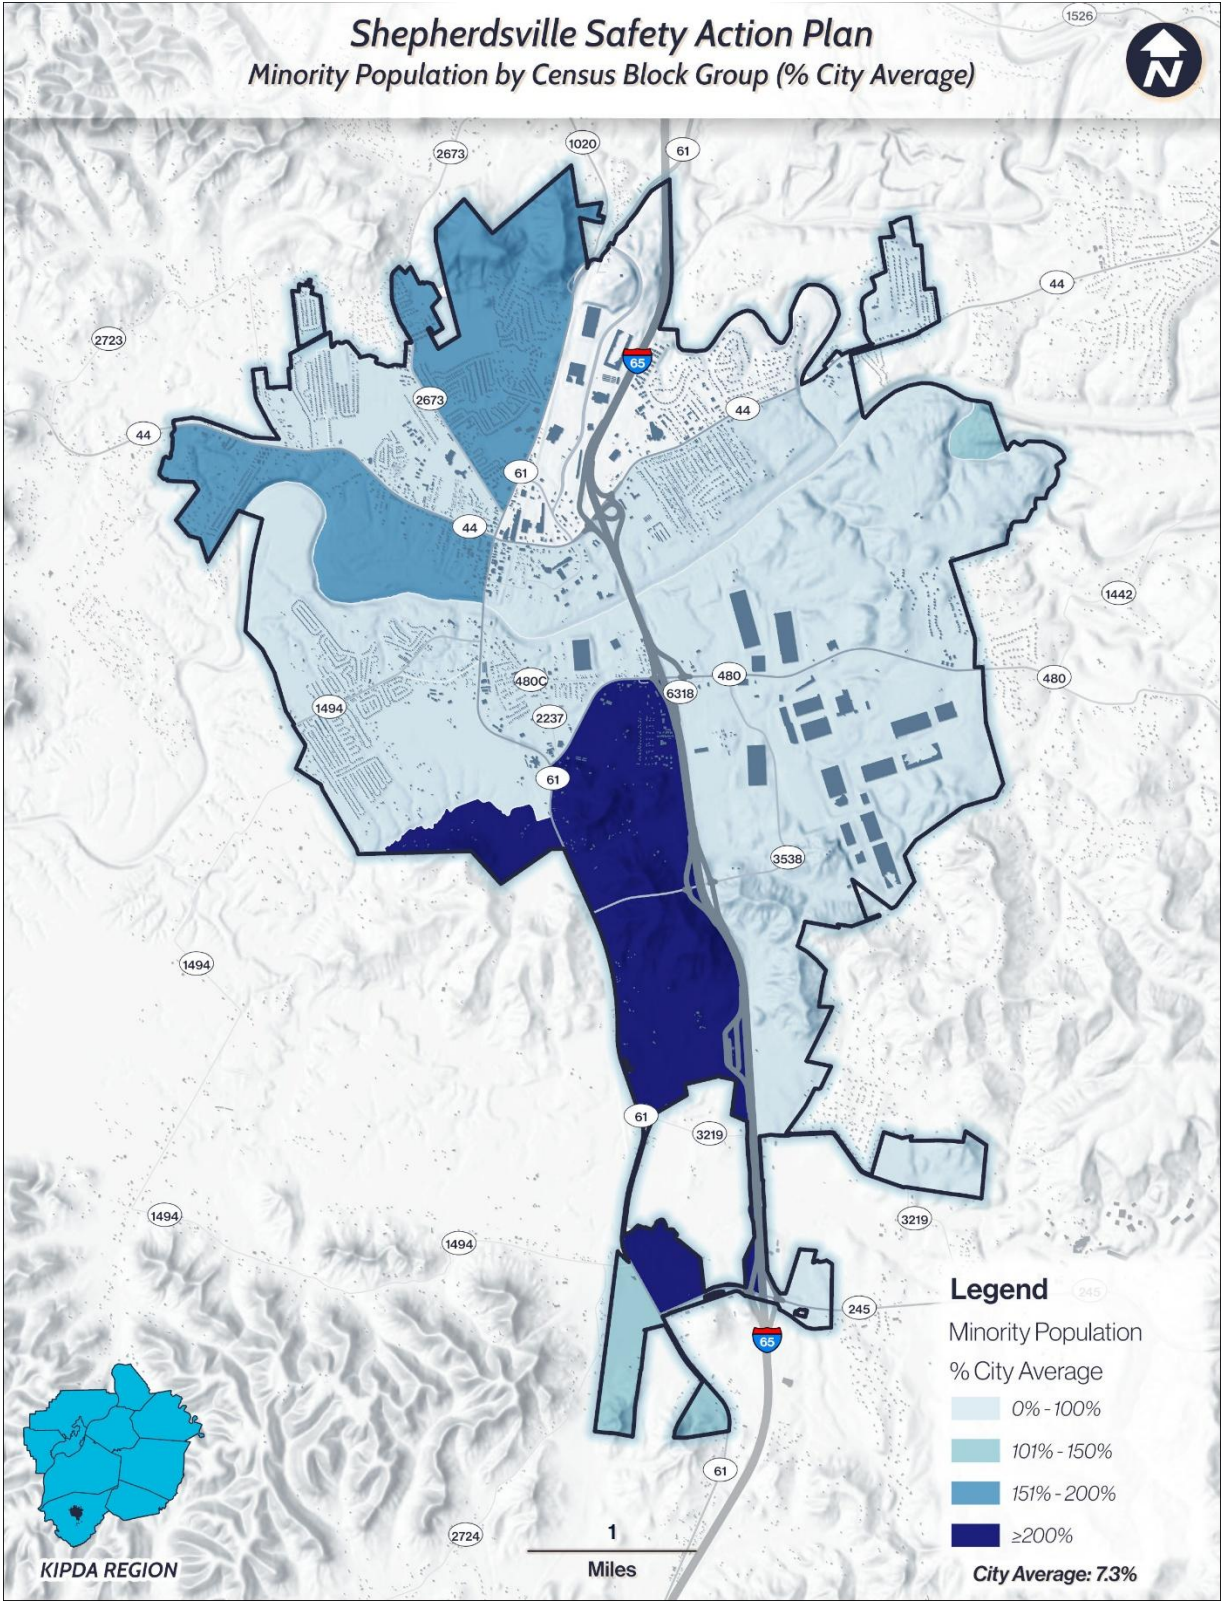 Shepherdsville Safety Action Plan
Minority Population by Census Block Group (% City Average)
N
1526
1020
61
2673
44
2723
65
2673
44
44
61
44
1442
480C
480
480
6318
1494
2237
61
3538
1494
61
3219
1494
3219
1494
245
245
65
61
2724
Legend
Minority Population
% City Average
0% - 100%
101% - 150%
151% - 200%
≥200%
City Average: 7.3%
1
Miles
KIPDA REGION